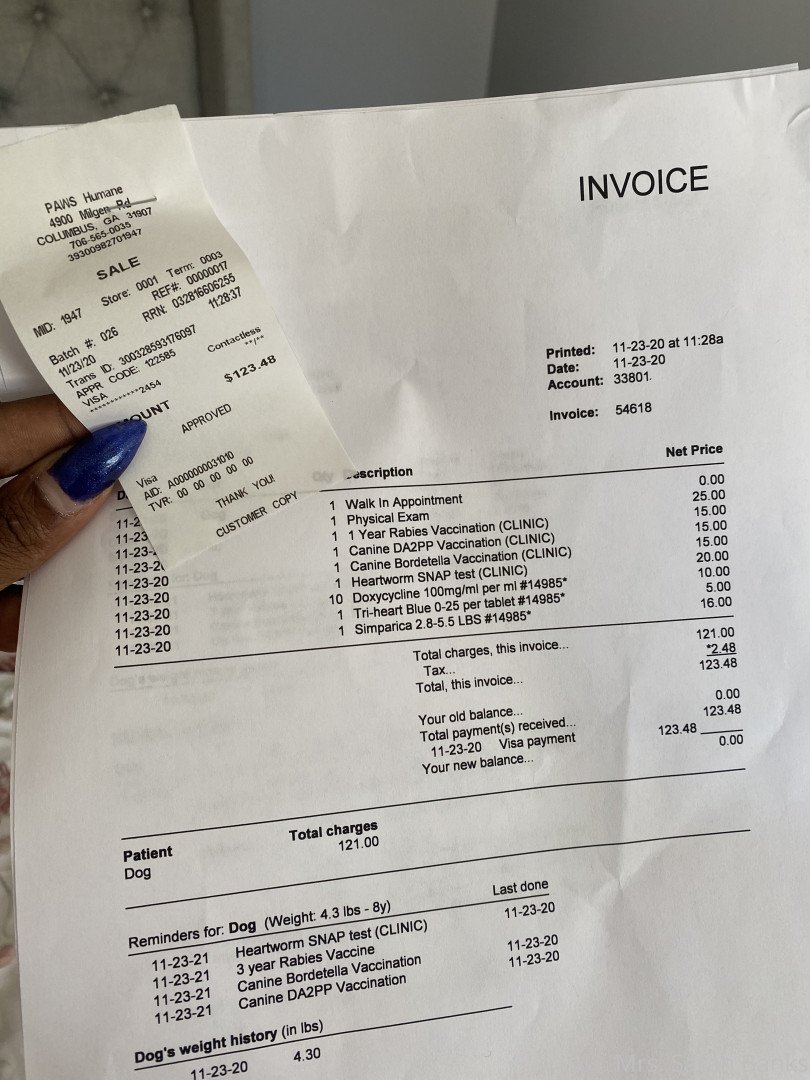 PAWS Humane
4900 Milgen Rd
COLUMBUS, GA 31907
706-565-0035
39300982701947
SALE
MID: 1947 Store: 0001 Term: 0003
REF#: 00000017
Batch #: 026 RRN: 032816606255
11/23/20 11:28:37
Trans ID: 300328593176097
APPR CODE: 122585
VISA Contactless
************2454 **/**
MOUNT $123.48
APPROVED
Visa
AID: A0000000031010
TVR: 00 00 00 00 00
THANK YOU!
CUSTOMER COPY
INVOICE
Printed: 11-23-20 at 11:28a
Date: 11-23-20
Account: 33801
Invoice: 54618
D Qty escription Net Price
11-2 1 Walk In Appointment 0.00
11-23 1 Physical Exam 25.00
11-23- 1 1 Year Rabies Vaccination (CLINIC) 15.00
11-23-2 1 Canine DA2PP Vaccination (CLINIC) 15.00
11-23-20 1 Canine Bordetella Vaccination (CLINIC) 15.00
11-23-20 1 Heartworm SNAP test (CLINIC) 20.00
11-23-20 10 Doxycycline 100mg/ml per ml #14985* 10.00
11-23-20 1 Tri-heart Blue 0-25 per tablet #14985* 5.00
11-23-20 1 Simparica 2.8-5.5 LBS #14985* 16.00
Total charges, this invoice... 121.00
Tax... *2.48
Total, this invoice... 123.48
Your old balance... 0.00
Total payment(s) received... 123.48
11-23-20 Visa payment 123.48
Your new balance... 0.00
Patient Total charges
Dog 121.00
Reminders for: Dog (Weight: 4.3 lbs - 8y) Last done
11-23-21 Heartworm SNAP test (CLINIC) 11-23-20
11-23-21 3 year Rabies Vaccine
11-23-21 Canine Bordetella Vaccination 11-23-20
11-23-21 Canine DA2PP Vaccination 11-23-20
Dog's weight history (in lbs)
11-23-20 4.30